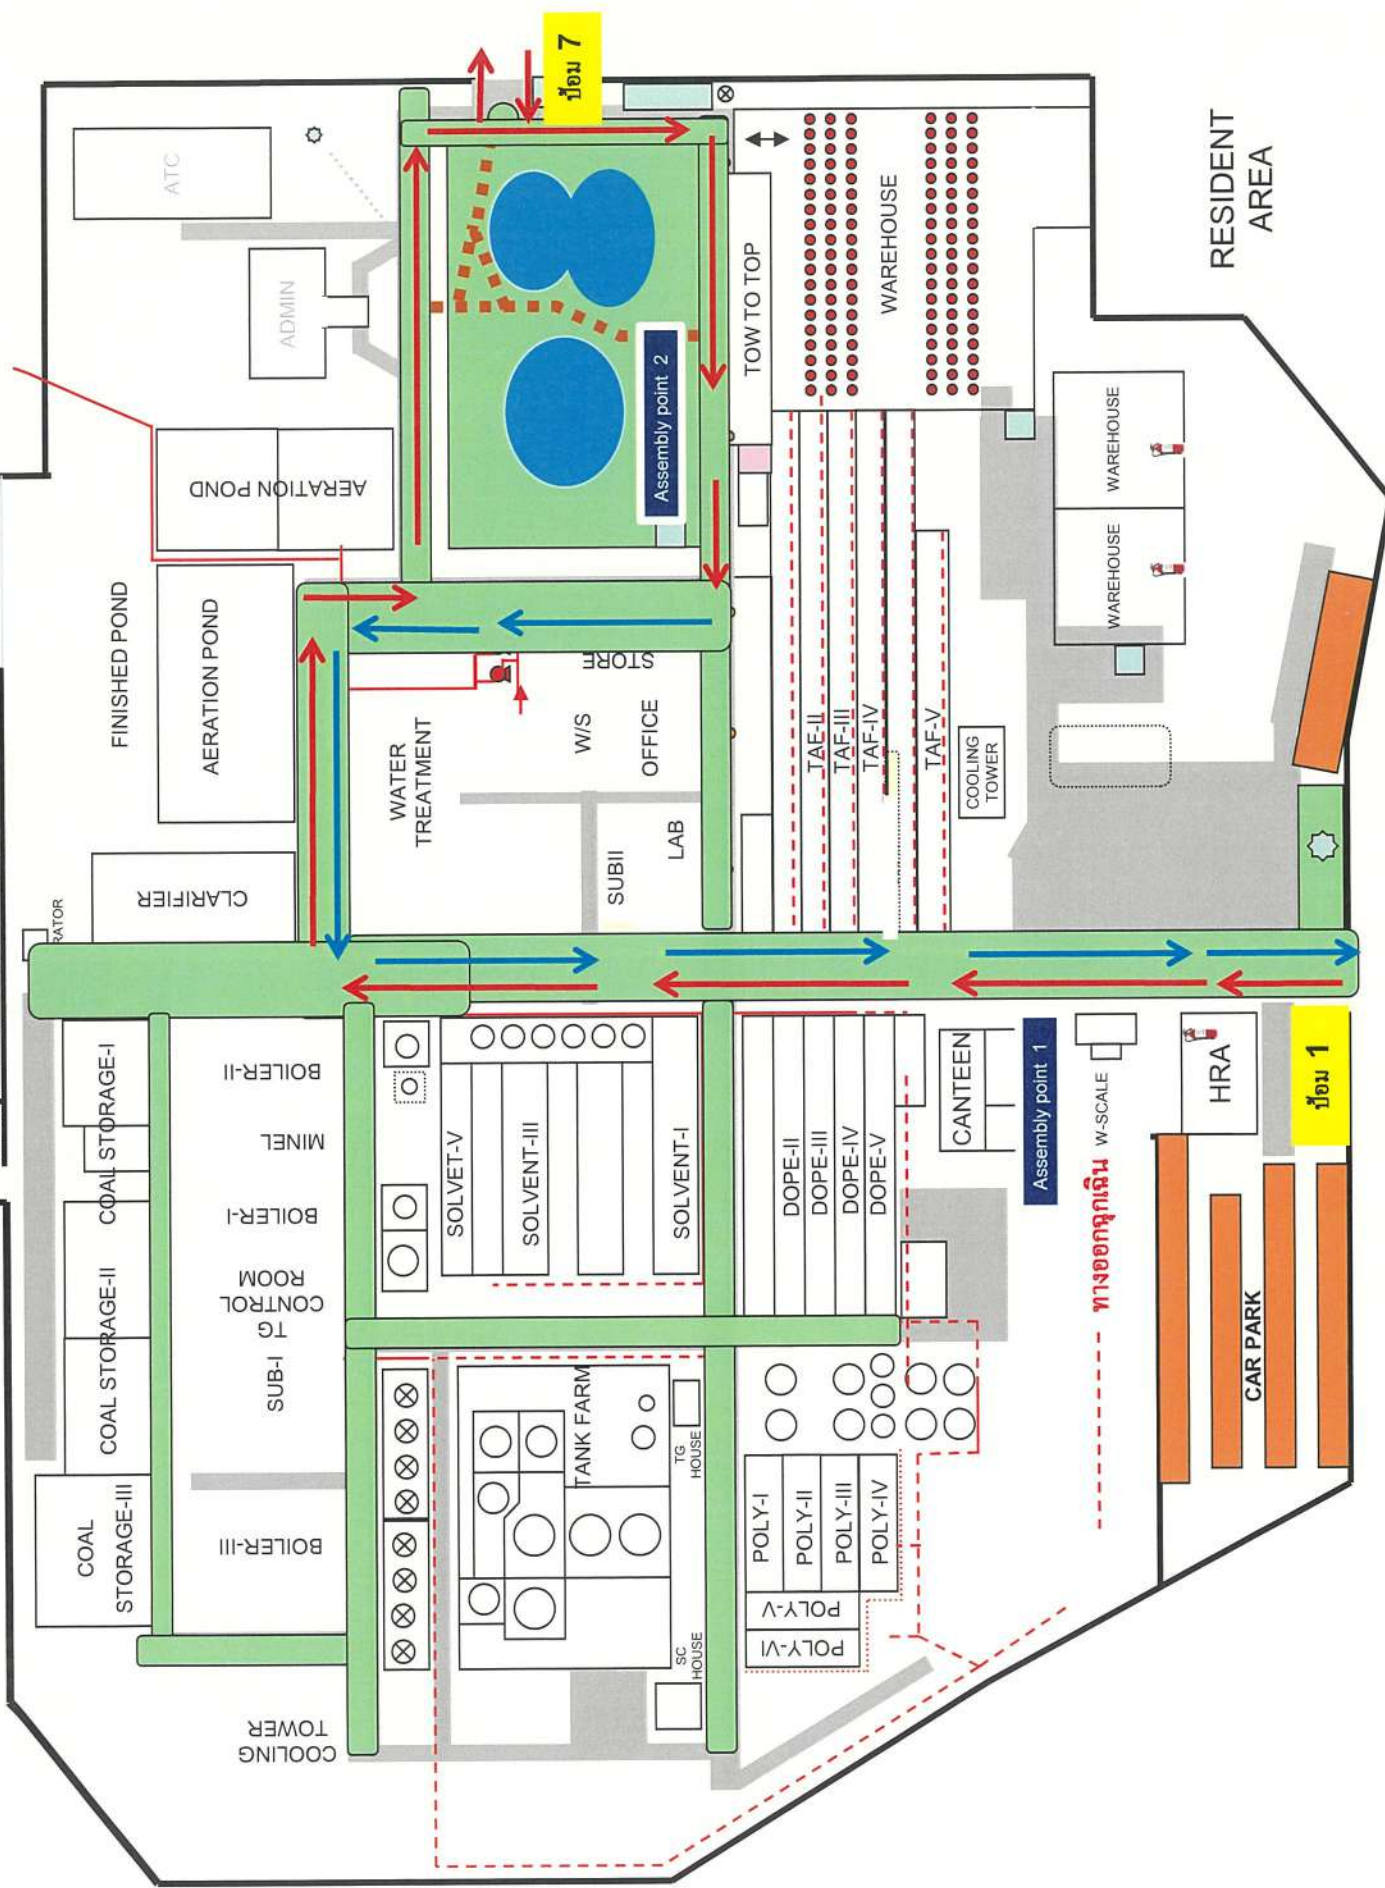 ป้อม 7
ATC
ADMIN
AERATION POND
FINISHED POND
AERATION POND
CLARIFIER
RATOR
Assembly point 2
TOW TO TOP
WAREHOUSE
RESIDENT
AREA
WAREHOUSE
WAREHOUSE
STORE
W/S
OFFICE
WATER
TREATMENT
SUBII
LAB
TAF-II
TAF-III
TAF-IV
TAF-V
COOLING
TOWER
COAL STORAGE-I
COAL STORAGE-II
COAL
STORAGE-III
BOILER-II
MINEL
BOILER-I
TG
CONTROL
ROOM
SUB-I
BOILER-III
COOLING
TOWER
SOLVET-V
SOLVENT-III
SOLVENT-I
TANK FARM
TG
HOUSE
SC
HOUSE
DOPE-II
DOPE-III
DOPE-IV
DOPE-V
POLY-I
POLY-II
POLY-III
POLY-IV
POLY-V
POLY-VI
CANTEEN
Assembly point 1
W-SCALE
ทางออกฉุกเฉิน
HRA
ป้อม 1
CAR PARK